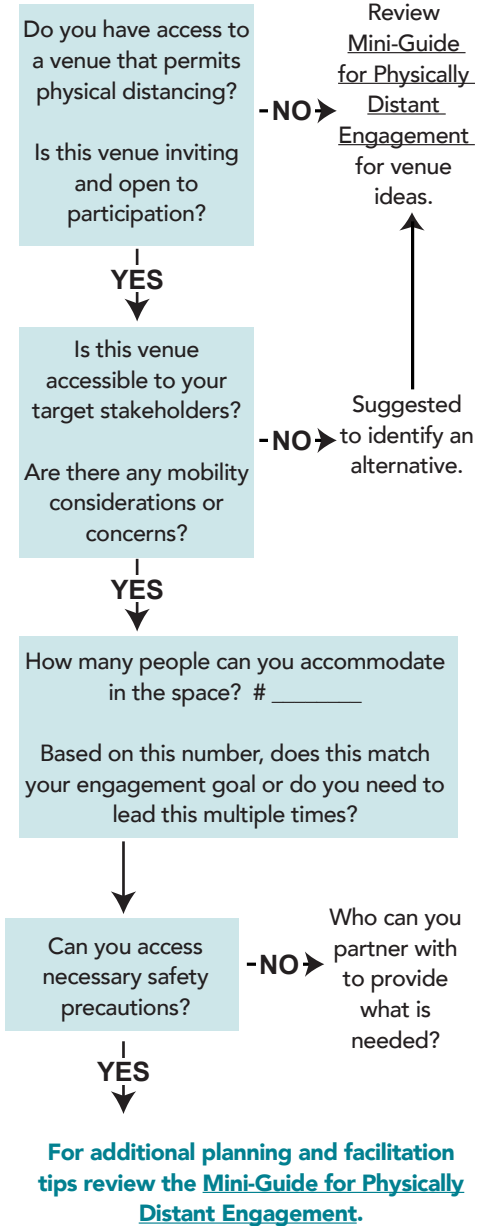 Do you have access to
a venue that permits
physical distancing?
Is this venue inviting
and open to
participation?
NO
Review
Mini-Guide
for Physically
Distant
Engagement
for venue
ideas.
YES
Is this venue
accessible to your
target stakeholders?
Are there any mobility
considerations or
concerns?
NO
Suggested
to identify an
alternative.
YES
How many people can you accommodate
in the space? # ________
Based on this number, does this match
your engagement goal or do you need to
lead this multiple times?
Can you access
necessary safety
precautions?
NO
Who can you
partner with
to provide
what is
needed?
YES
For additional planning and facilitation
tips review the Mini-Guide for Physically
Distant Engagement.